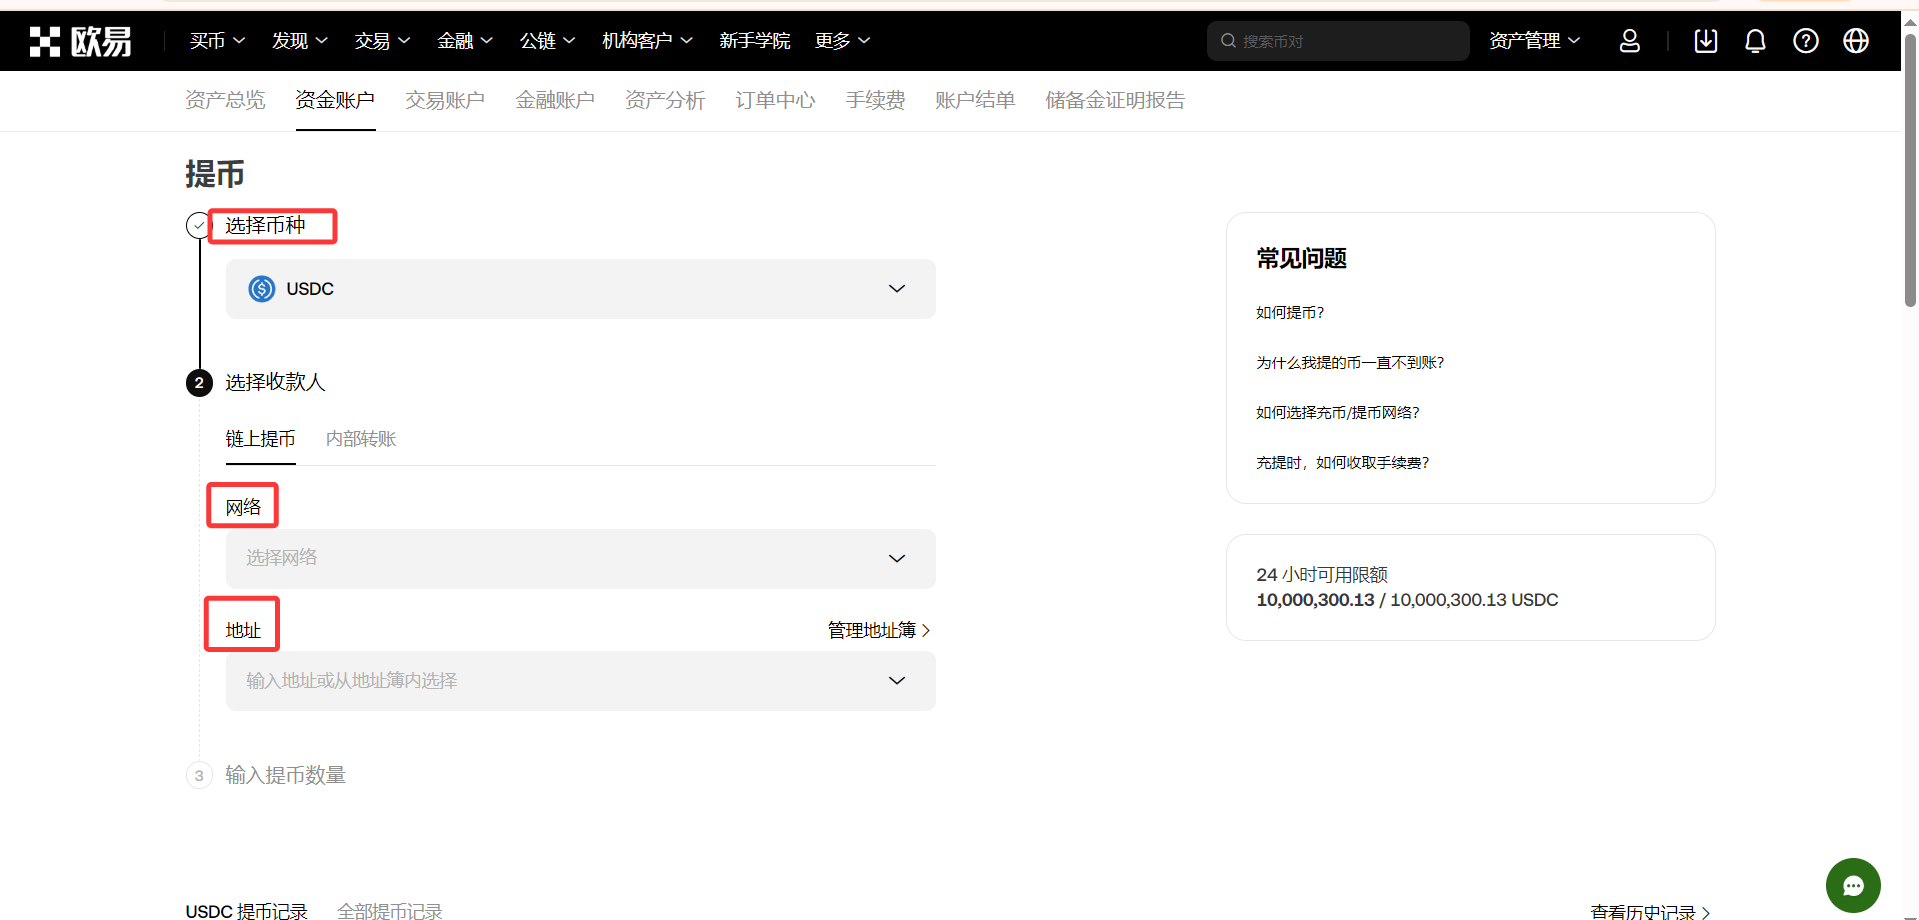 欧易 买币 发现 交易 金融 公链 机构客户 新手学院 更多 搜索币对 资产管理
资产总览 资金账户 交易账户 金融账户 资产分析 订单中心 手续费 账户结单 储备金证明报告
提币
选择币种
USDC
2 选择收款人
链上提币 内部转账
网络
选择网络
地址 管理地址簿
输入地址或从地址簿内选择
3 输入提币数量
常见问题
如何提币?
为什么我提的币一直不到账?
如何选择充币/提币网络?
充提时，如何收取手续费?
24 小时可用限额
10,000,300.13 / 10,000,300.13 USDC
USDC 提币记录 全部提币记录 查看历史记录